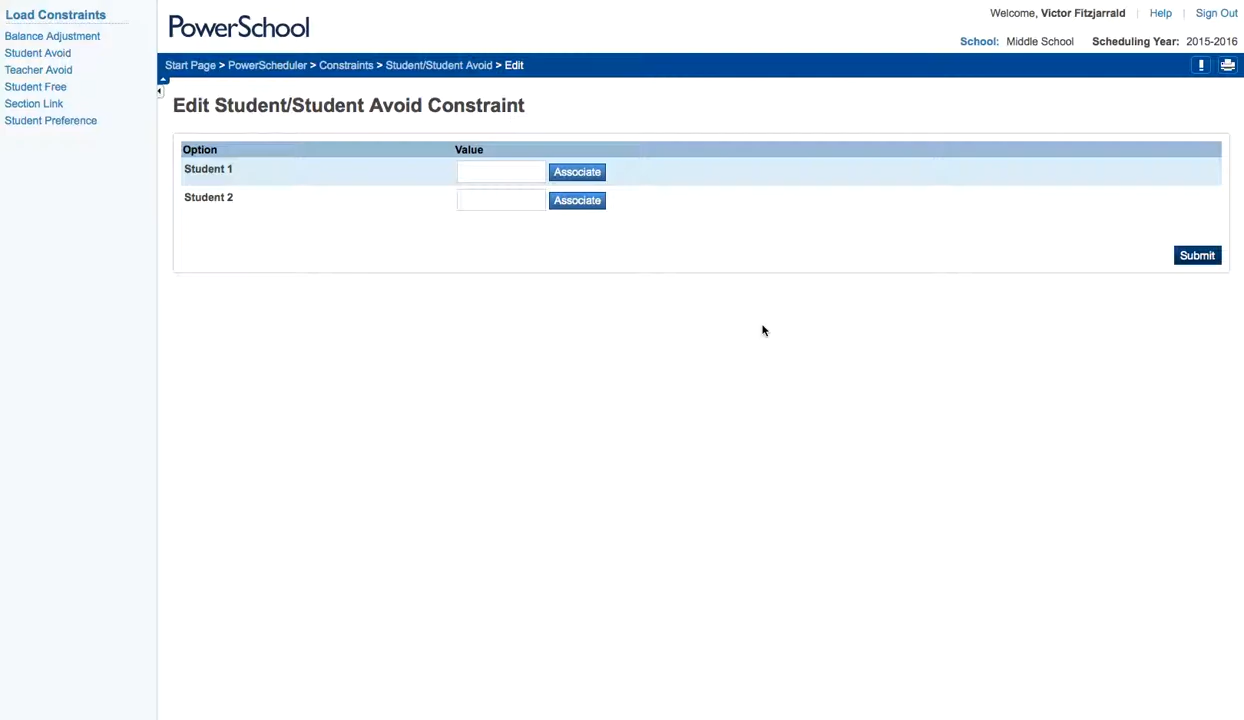 Load Constraints
Balance Adjustment
Student Avoid
Teacher Avoid
Student Free
Section Link
Student Preference
PowerSchool
Welcome, Victor Fitzjarrald | Help | Sign Out
School: Middle School Scheduling Year: 2015-2016
Start Page > PowerScheduler > Constraints > Student/Student Avoid > Edit
Edit Student/Student Avoid Constraint
Option Value
Student 1 Associate
Student 2 Associate
Submit